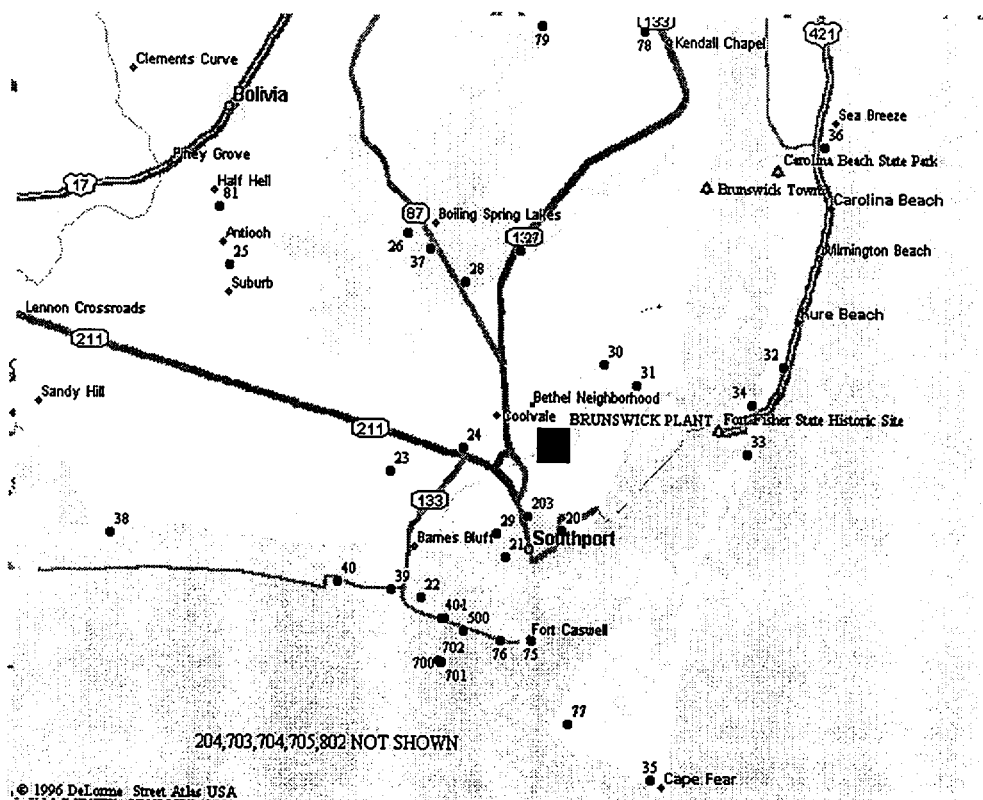 133
79
78
Kendall Chapel
421
Clements Curve
Bolivia
Sea Breeze
36
Piney Grove
Carolina Beach State Park
17
Half Hell
81
Brunswick Town
Carolina Beach
87
Boiling Spring Lakes
26
37
Antioch
25
Wilmington Beach
28
Suburb
Lennon Crossroads
Kure Beach
211
30
32
31
Sandy Hill
Bethel Neighborhood
34
Coolvale
BRUNSWICK PLANT
Fort Fisher State Historic Site
211
24
23
33
133
203
38
29
20
Southport
Barnes Bluff
21
40
39
22
401
500
Fort Caswell
702
76
75
700
701
77
204,703,704,705,802 NOT SHOWN
35
Cape Fear
© 1996 DeLorme Street Atlas USA